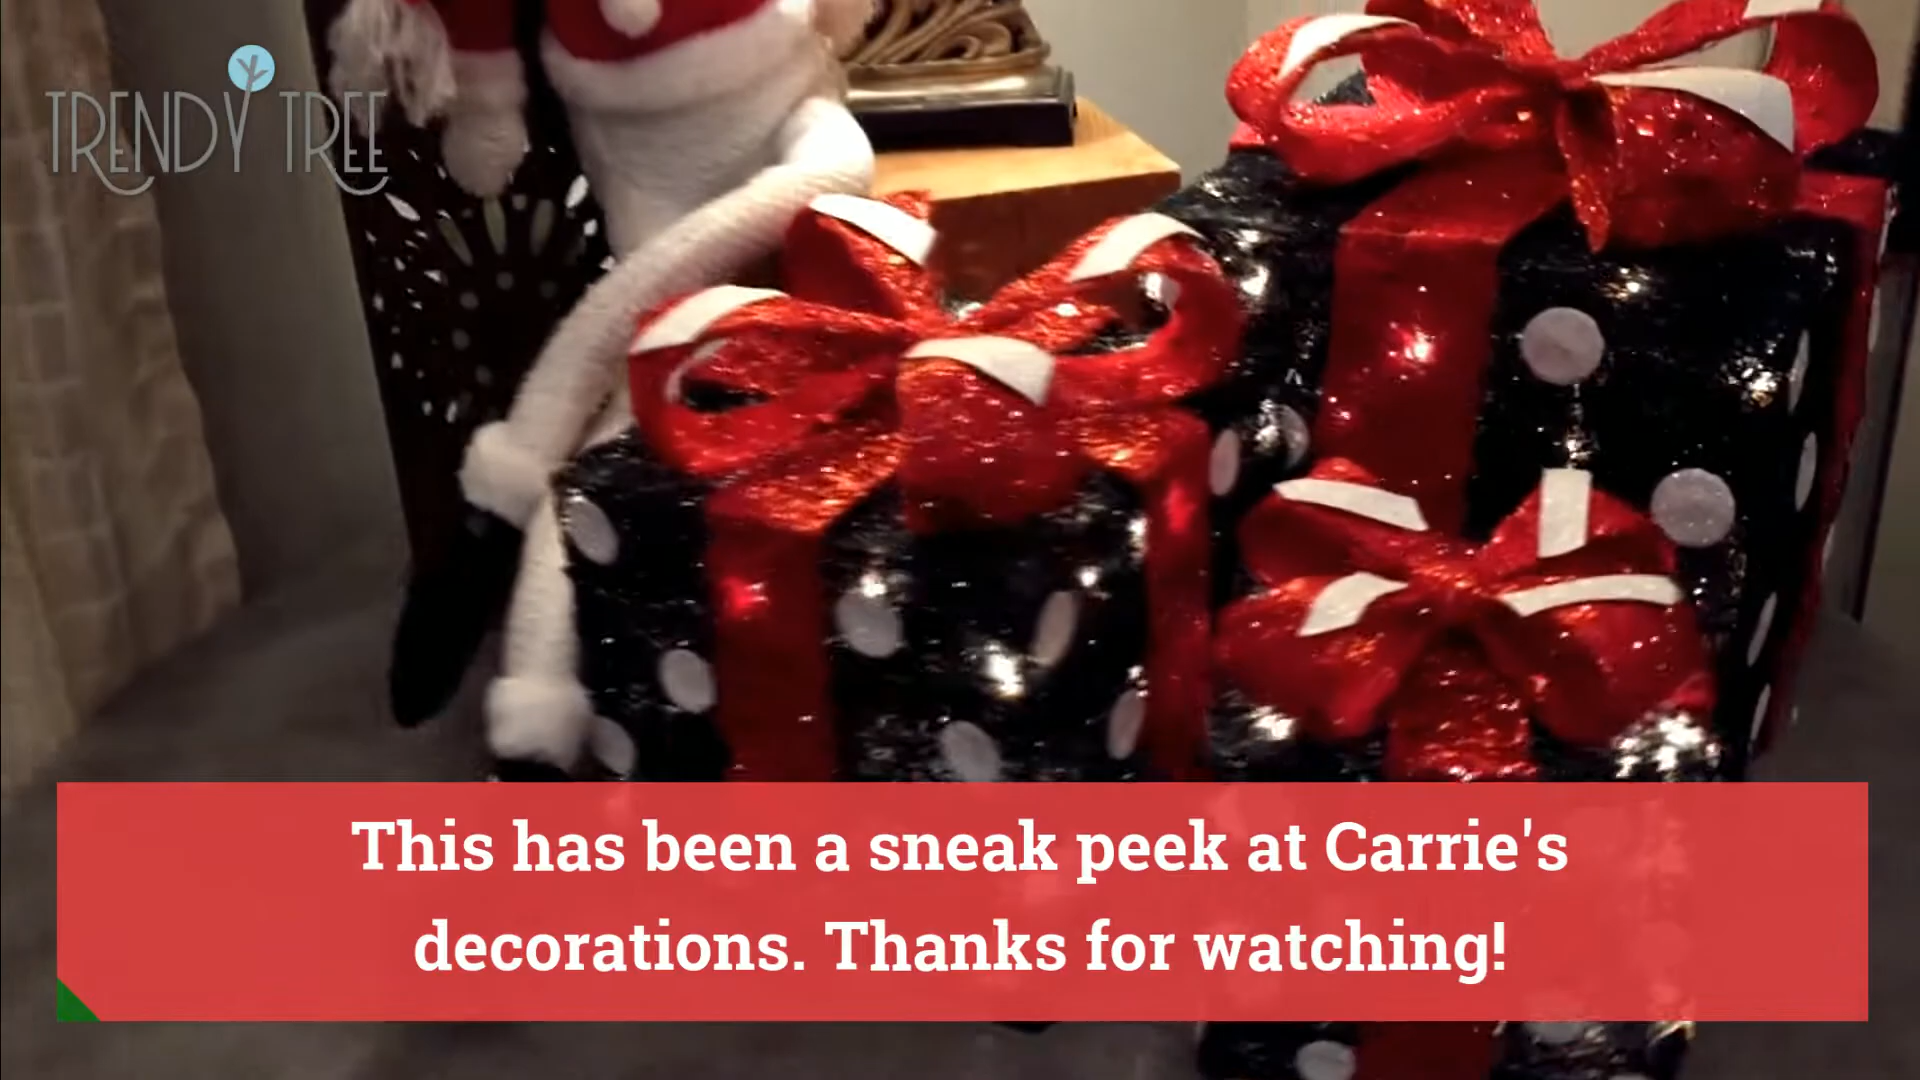 TRENDY TREE
This has been a sneak peek at Carrie's
decorations. Thanks for watching!